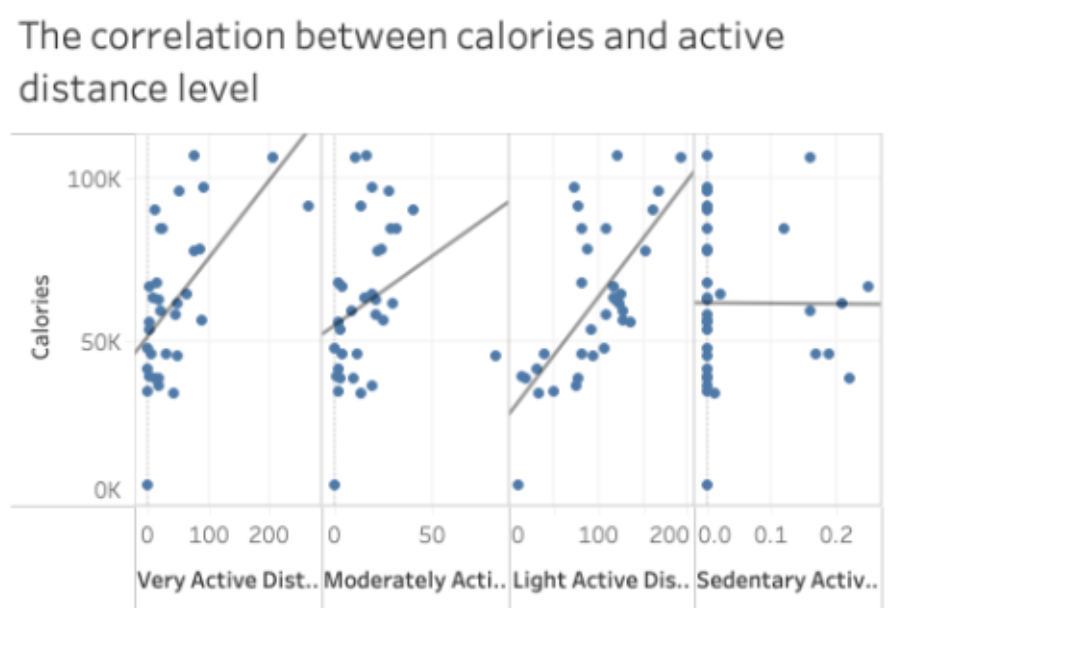 The correlation between calories and active
distance level
100K
50K
0K
Calories
0 100 200 0 50 0 100 200 0.0 0.1 0.2
Very Active Dist.. Moderately Acti.. Light Active Dis.. Sedentary Activ..